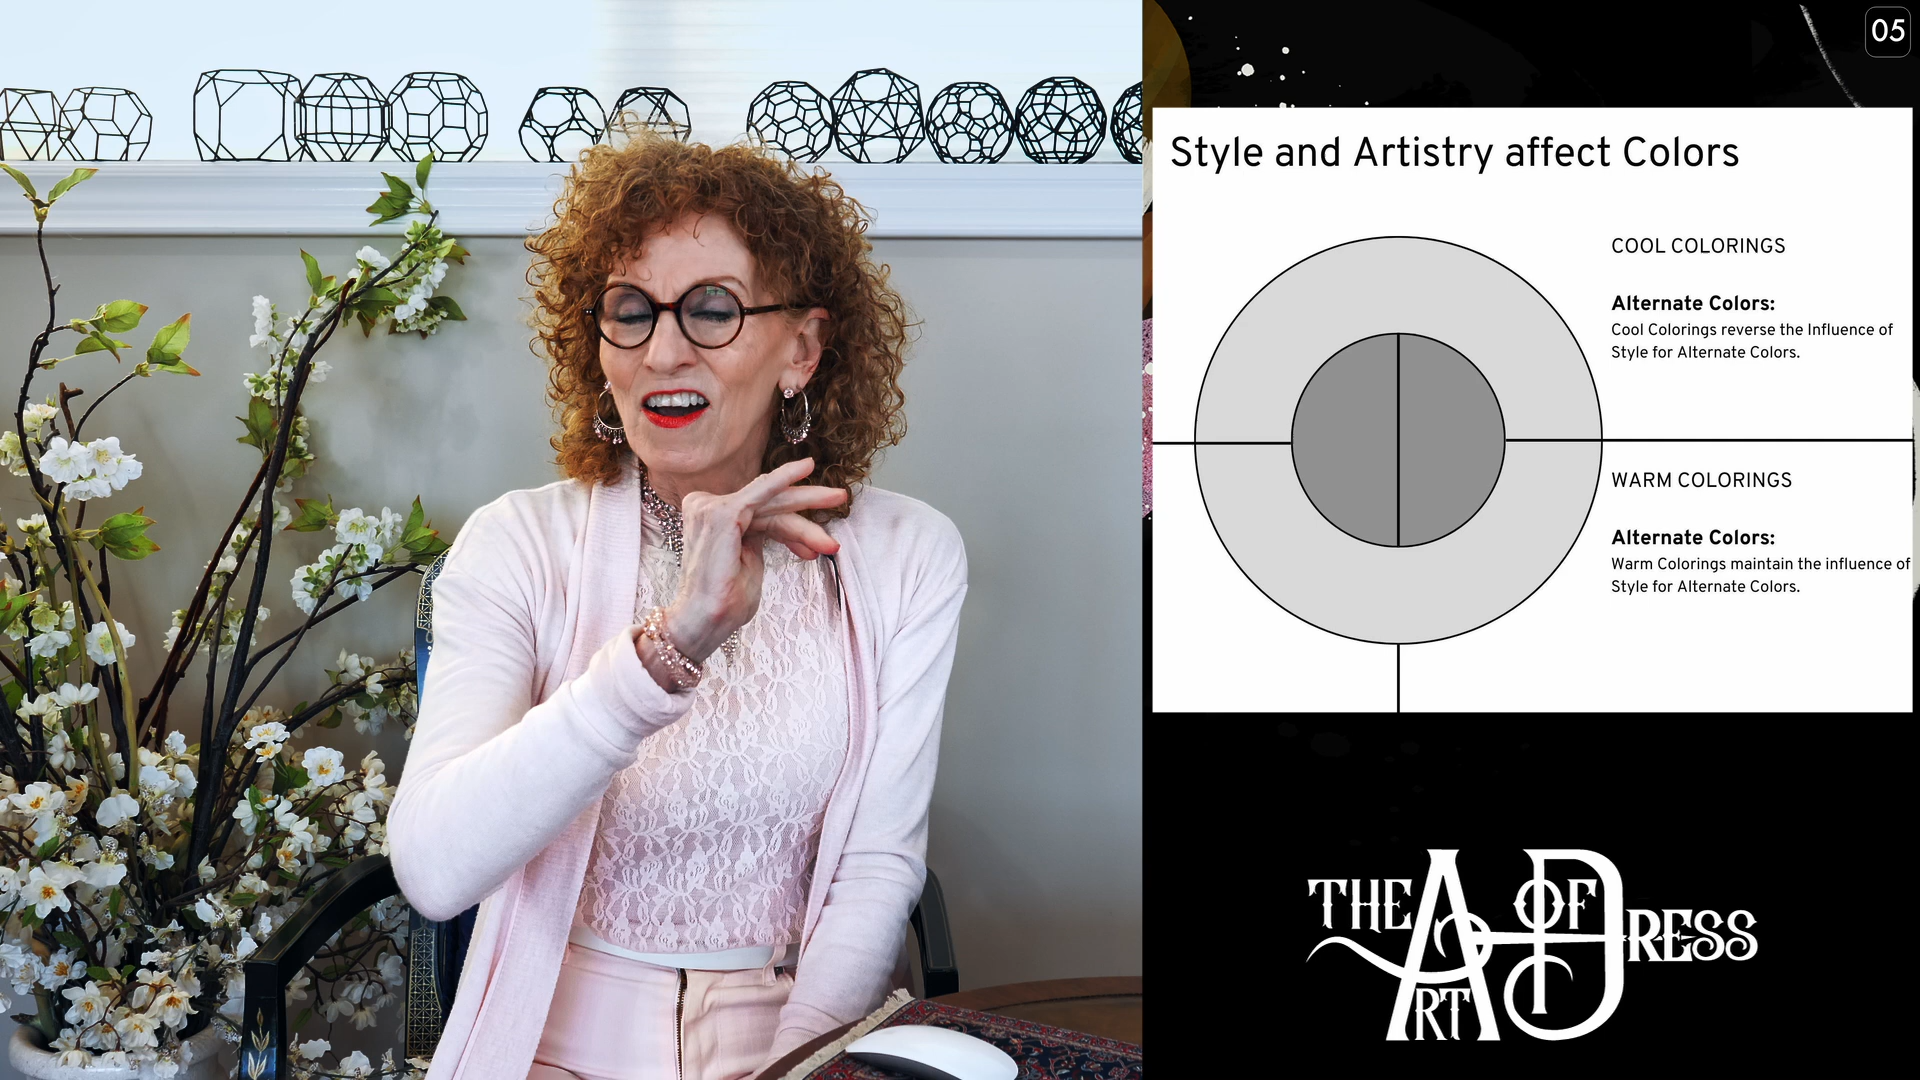 05
Style and Artistry affect Colors
COOL COLORINGS
Alternate Colors:
Cool Colorings reverse the Influence of
Style for Alternate Colors.
WARM COLORINGS
Alternate Colors:
Warm Colorings maintain the influence of
Style for Alternate Colors.
THE ART OF DRESS